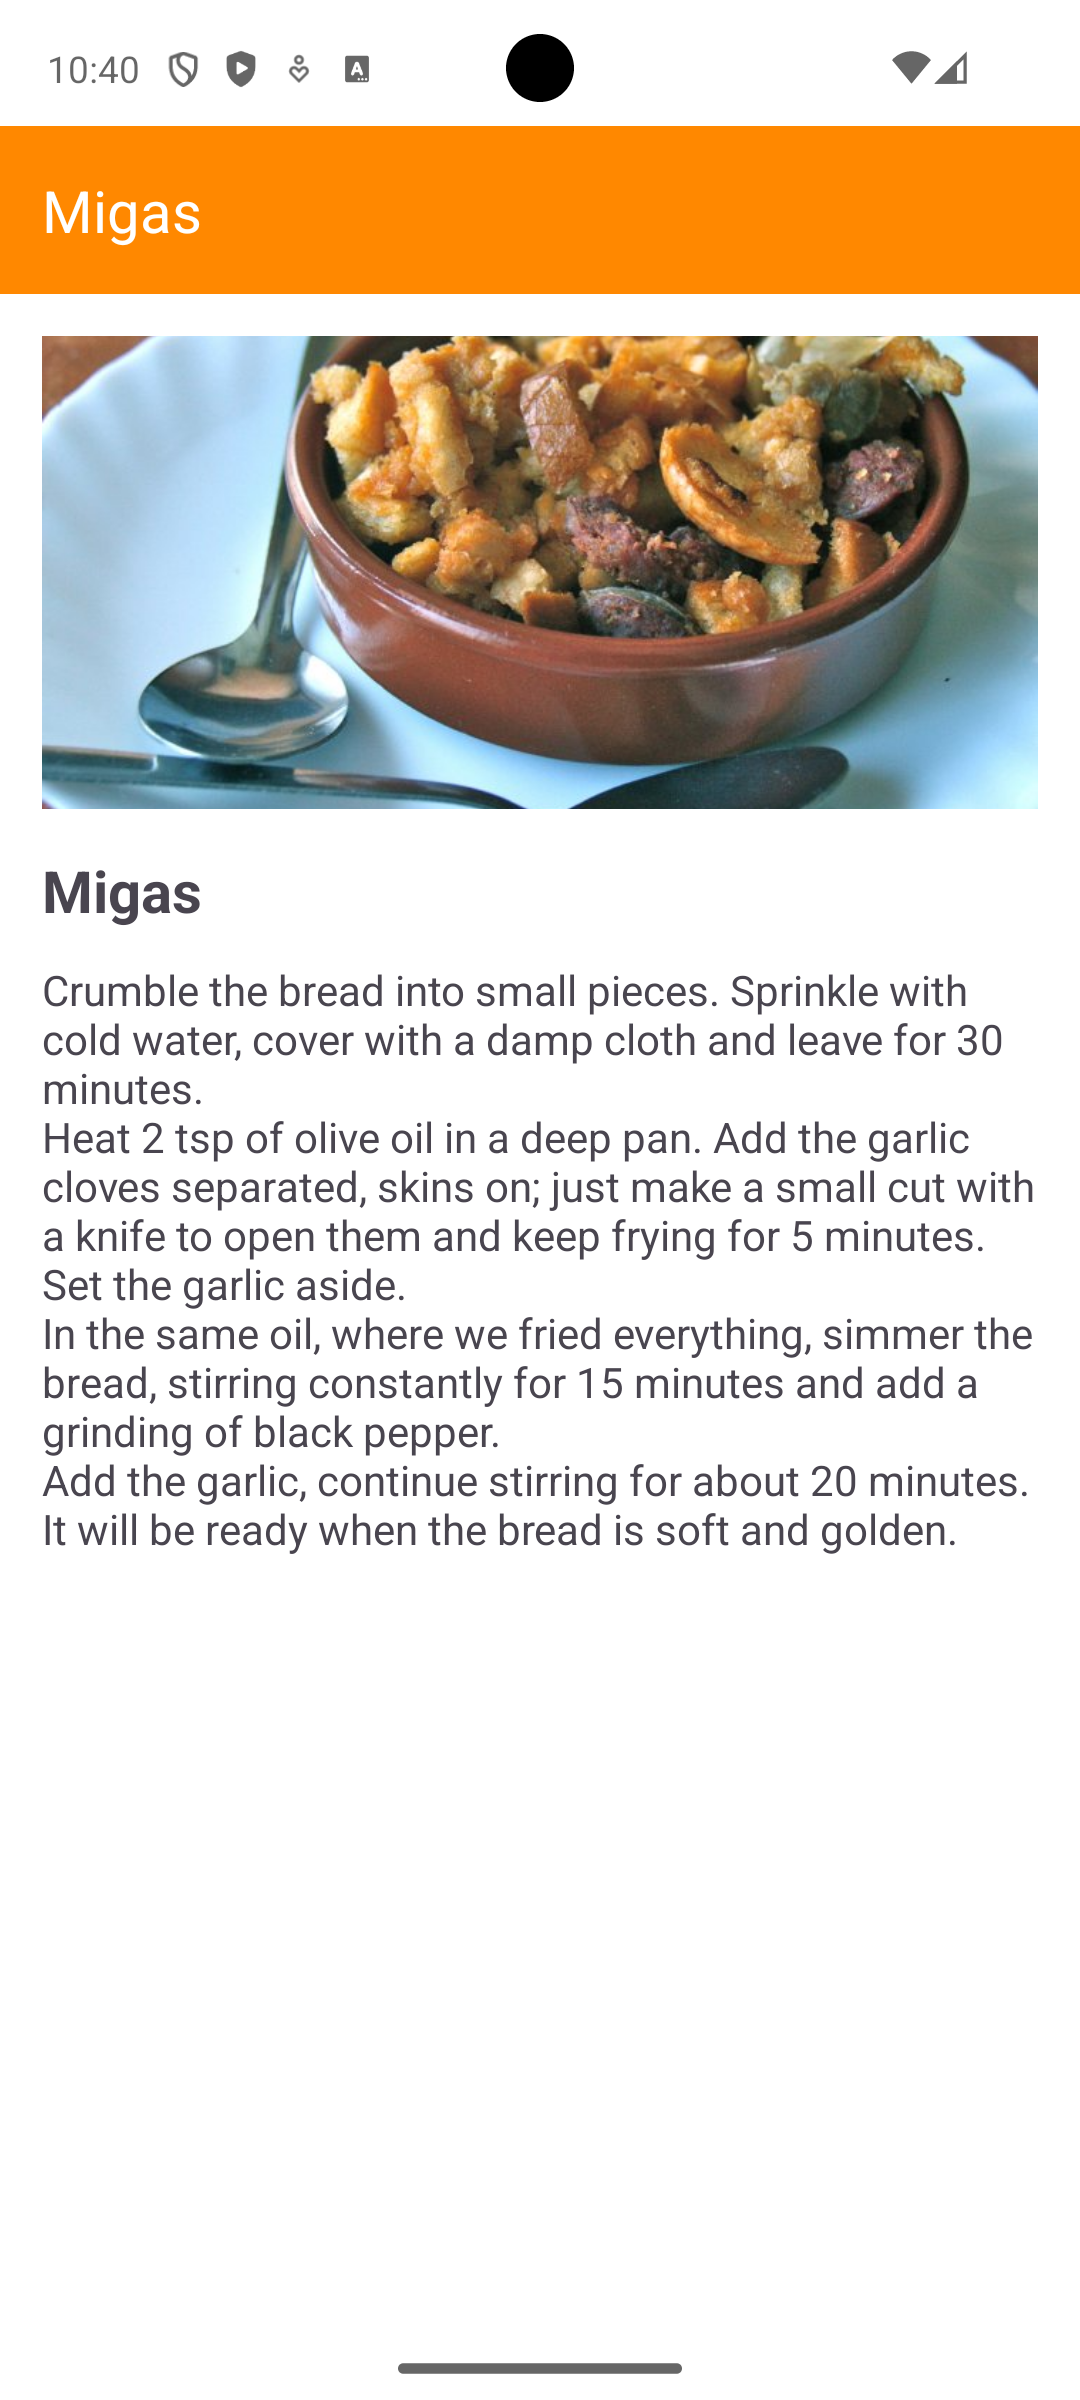 10:40
Migas
Migas
Crumble the bread into small pieces. Sprinkle with
cold water, cover with a damp cloth and leave for 30
minutes.
Heat 2 tsp of olive oil in a deep pan. Add the garlic
cloves separated, skins on; just make a small cut with
a knife to open them and keep frying for 5 minutes.
Set the garlic aside.
In the same oil, where we fried everything, simmer the
bread, stirring constantly for 15 minutes and add a
grinding of black pepper.
Add the garlic, continue stirring for about 20 minutes.
It will be ready when the bread is soft and golden.